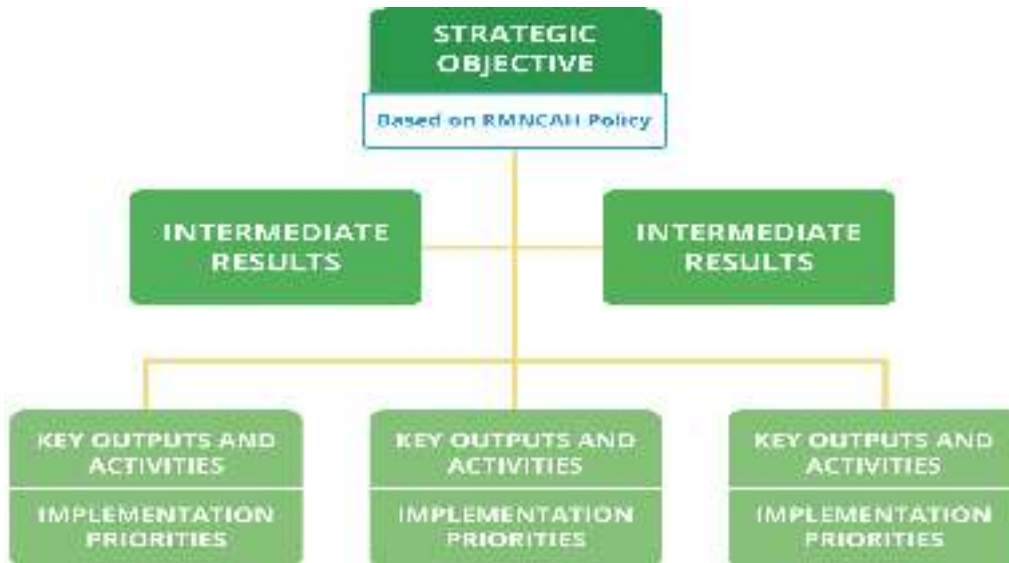 STRATEGIC
OBJECTIVE
Based on RMNCAH Policy
INTERMEDIATE
RESULTS
INTERMEDIATE
RESULTS
KEY OUTPUTS AND
ACTIVITIES
IMPLEMENTATION
PRIORITIES
KEY OUTPUTS AND
ACTIVITIES
IMPLEMENTATION
PRIORITIES
KEY OUTPUTS AND
ACTIVITIES
IMPLEMENTATION
PRIORITIES